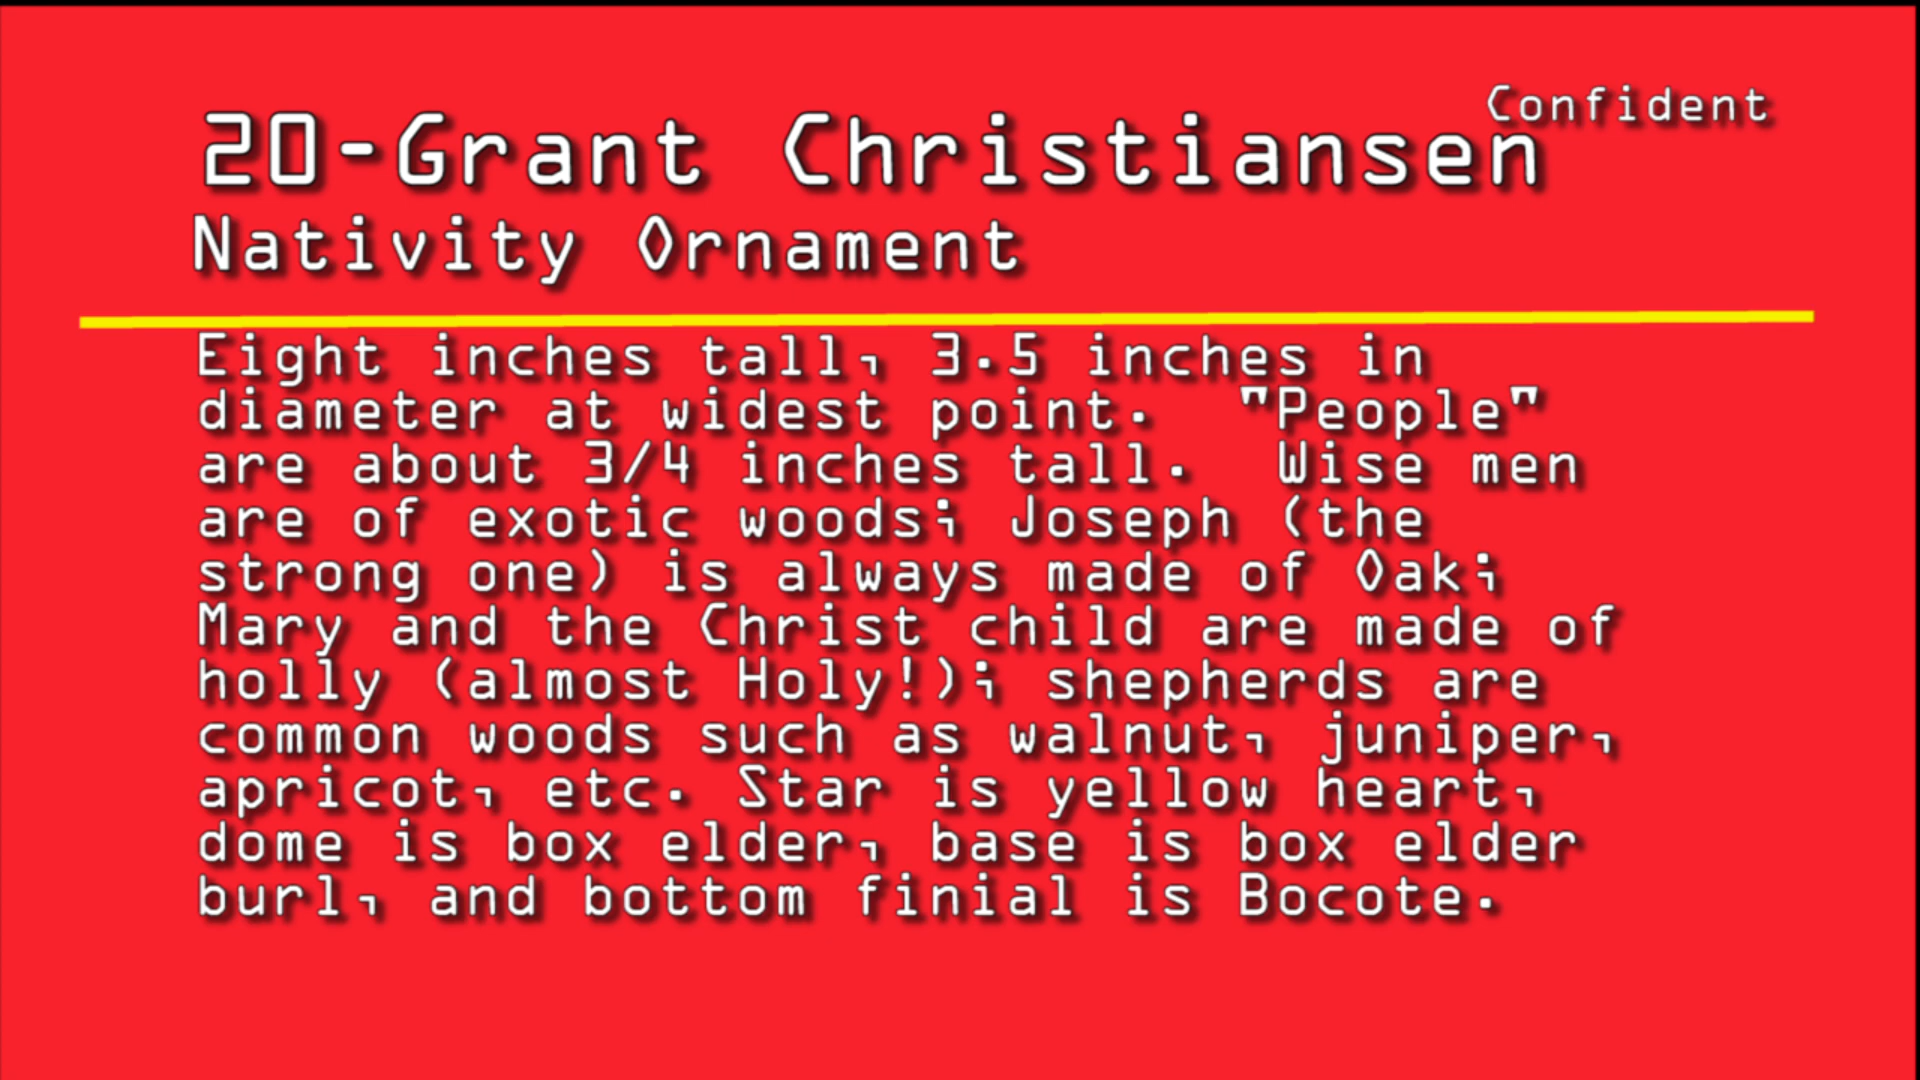 Confident
20-Grant Christiansen
Nativity Ornament
Eight inches tall, 3.5 inches in
diameter at widest point.  "People"
are about 3/4 inches tall.  Wise men
are of exotic woods; Joseph (the
strong one) is always made of Oak;
Mary and the Christ child are made of
holly (almost Holy!); shepherds are
common woods such as walnut, juniper,
apricot, etc. Star is yellow heart,
dome is box elder, base is box elder
burl, and bottom finial is Bocote.